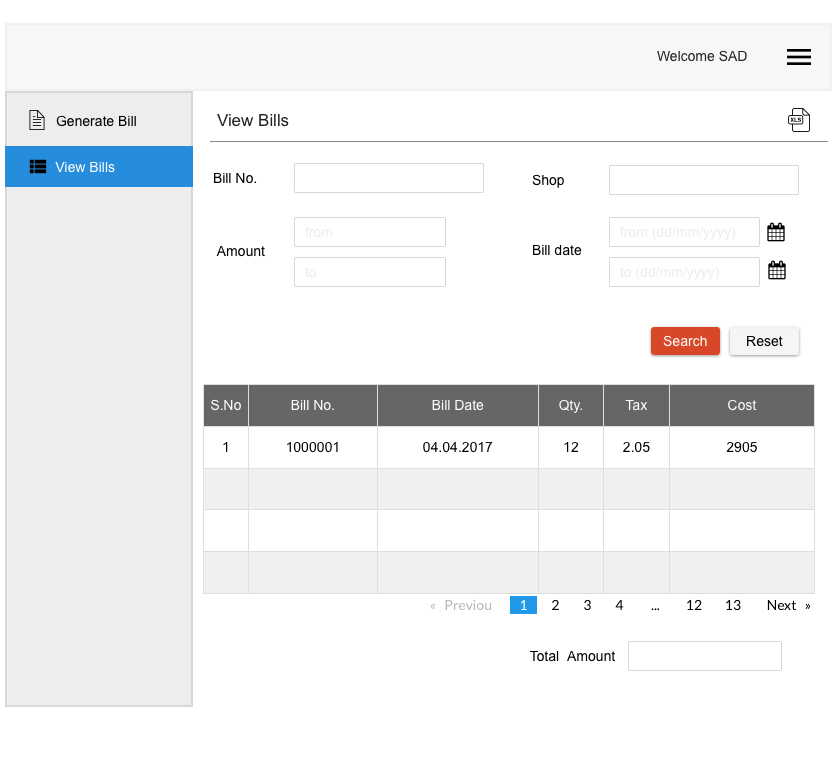 Welcome SAD
Generate Bill
View Bills
View Bills
XLS
Bill No.
Shop
Amount
from
to
Bill date
from (dd/mm/yyyy)
to (dd/mm/yyyy)
Search Reset
S.No Bill No. Bill Date Qty. Tax Cost
1 1000001 04.04.2017 12 2.05 2905
« Previou 1 2 3 4 ... 12 13 Next »
Total Amount